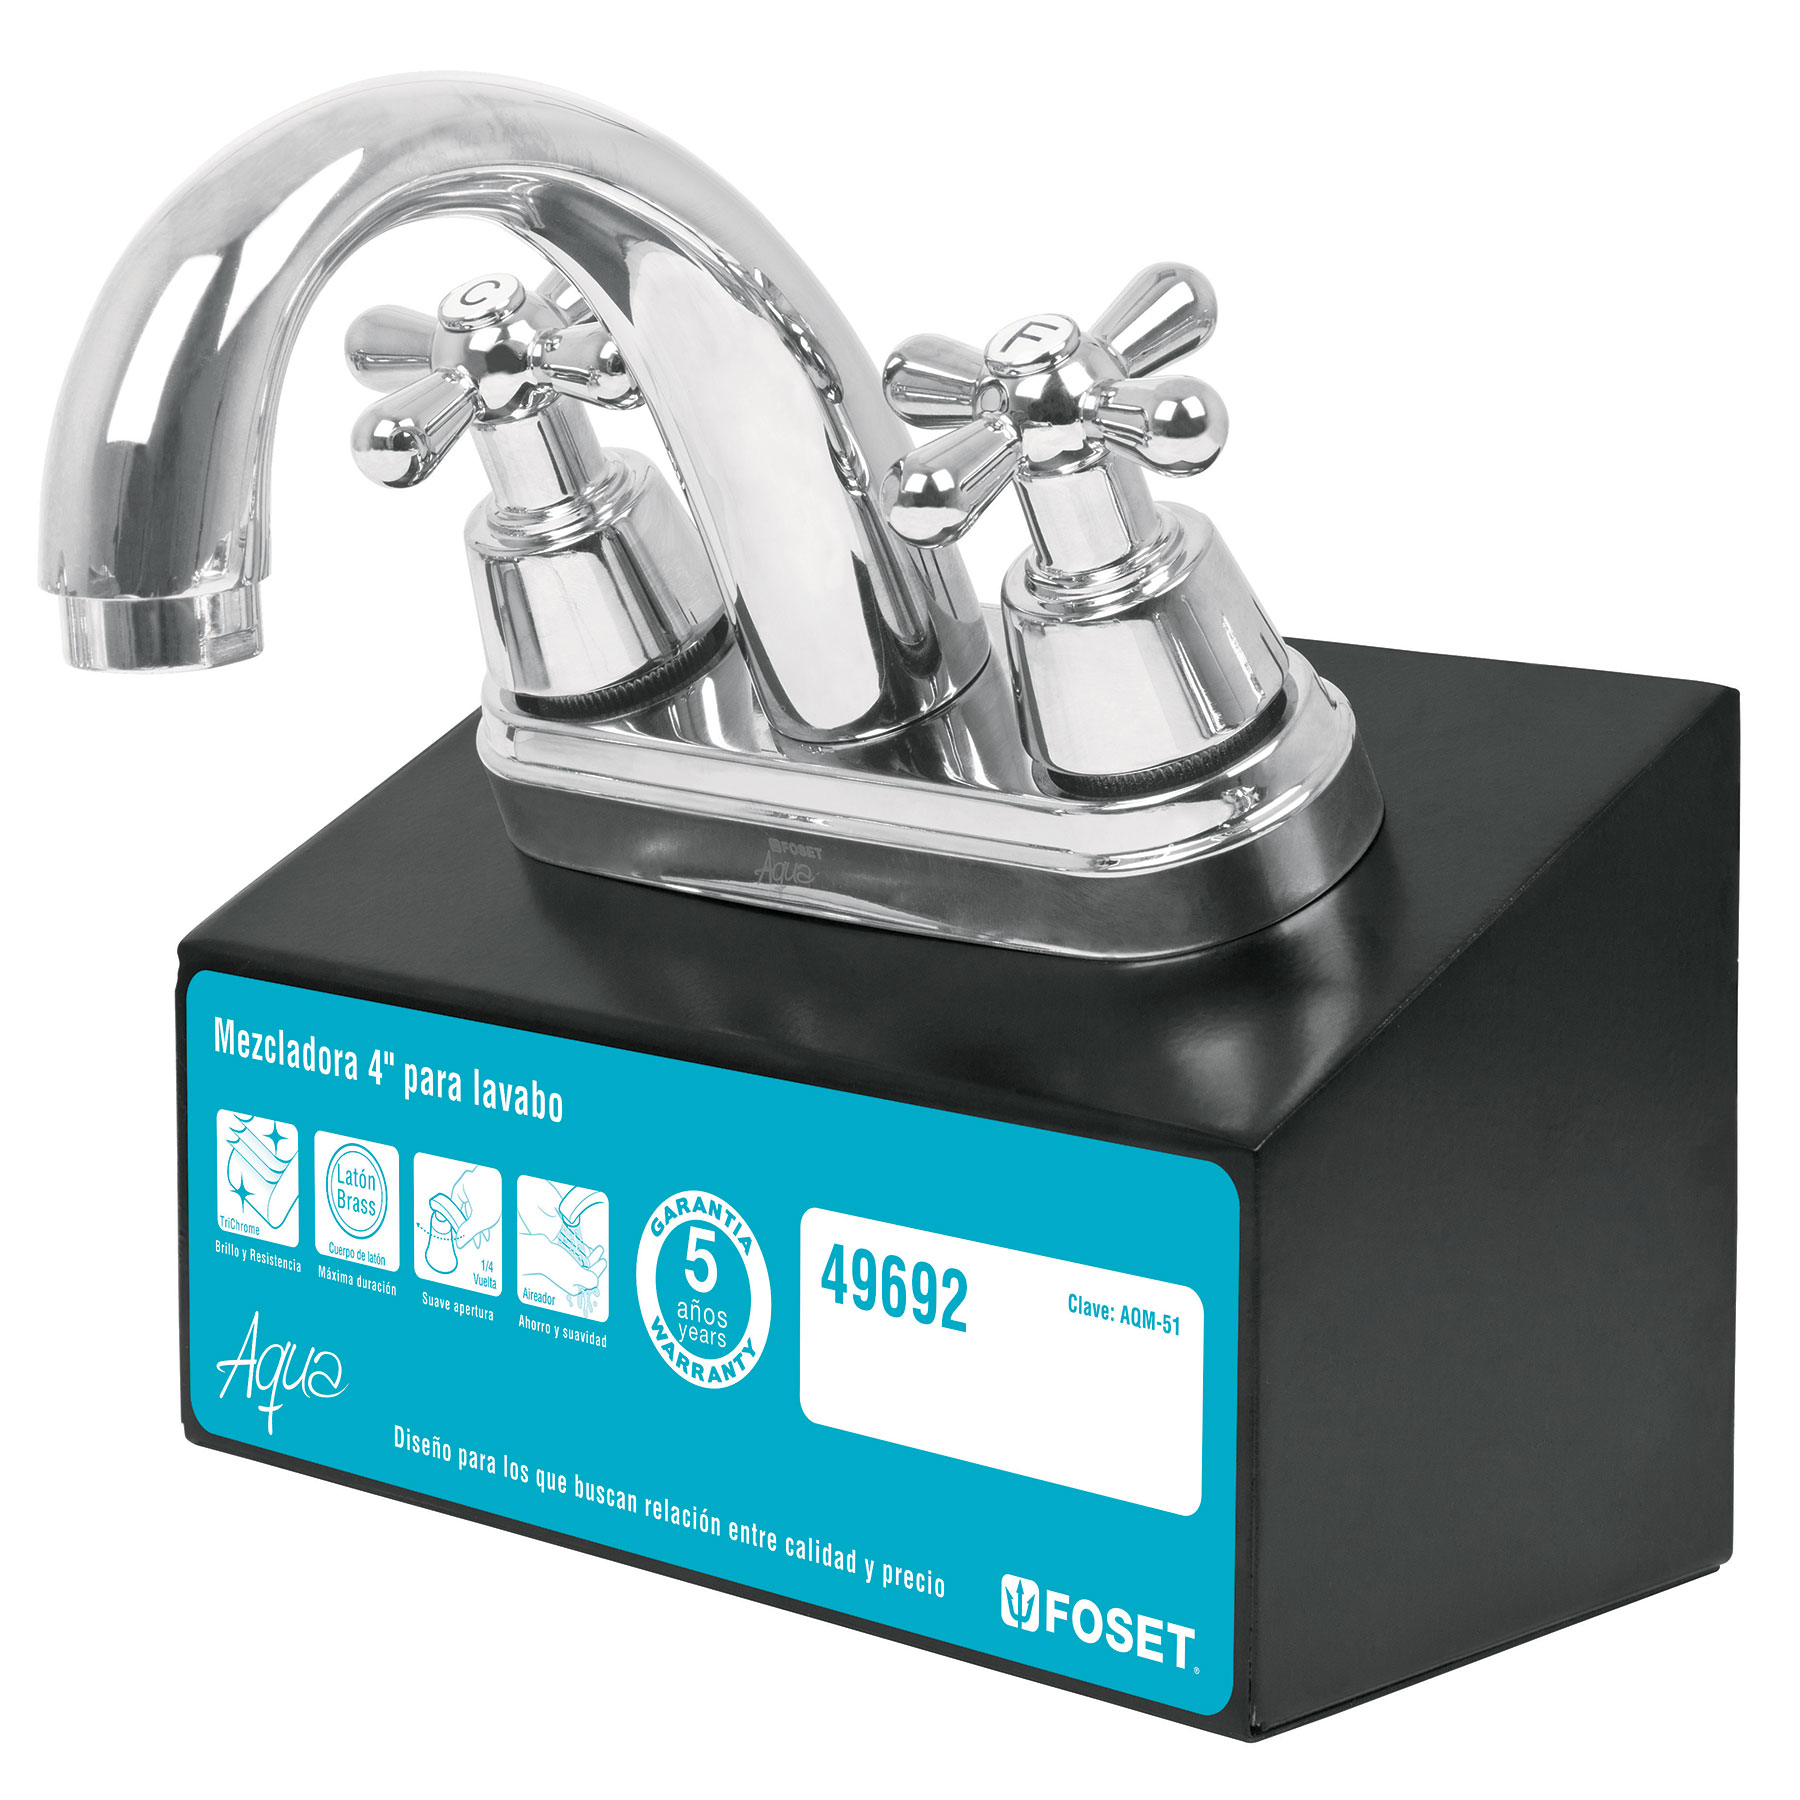 C
F
FOSET
Aqua
Mezcladora 4" para lavabo
TriChrome
Brillo y Resistencia
Latón
Brass
Cuerpo de latón
Máxima duración
1/4
Vuelta
Suave apertura
Aireador
Ahorro y suavidad
GARANTIA
5
años
years
WARRANTY
49692
Clave: AQM-51
Aqua
Diseño para los que buscan relación entre calidad y precio
FOSET®